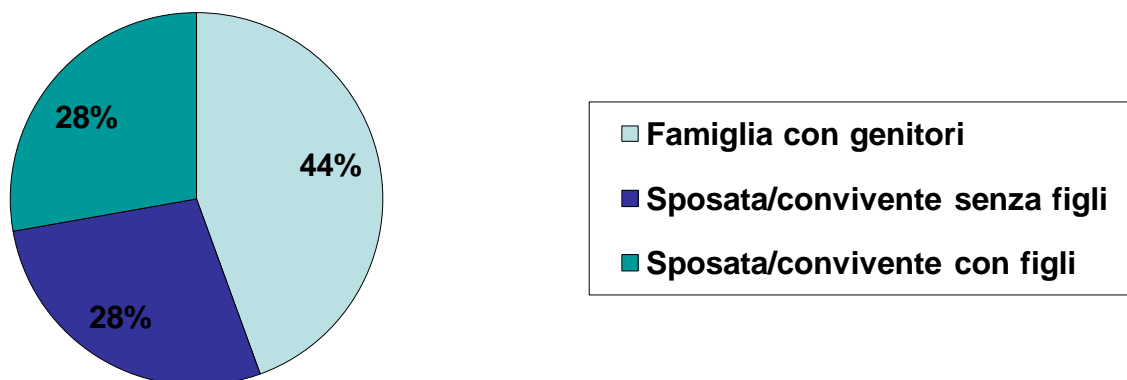 28%
44%
28%
Famiglia con genitori
Sposata/convivente senza figli
Sposata/convivente con figli